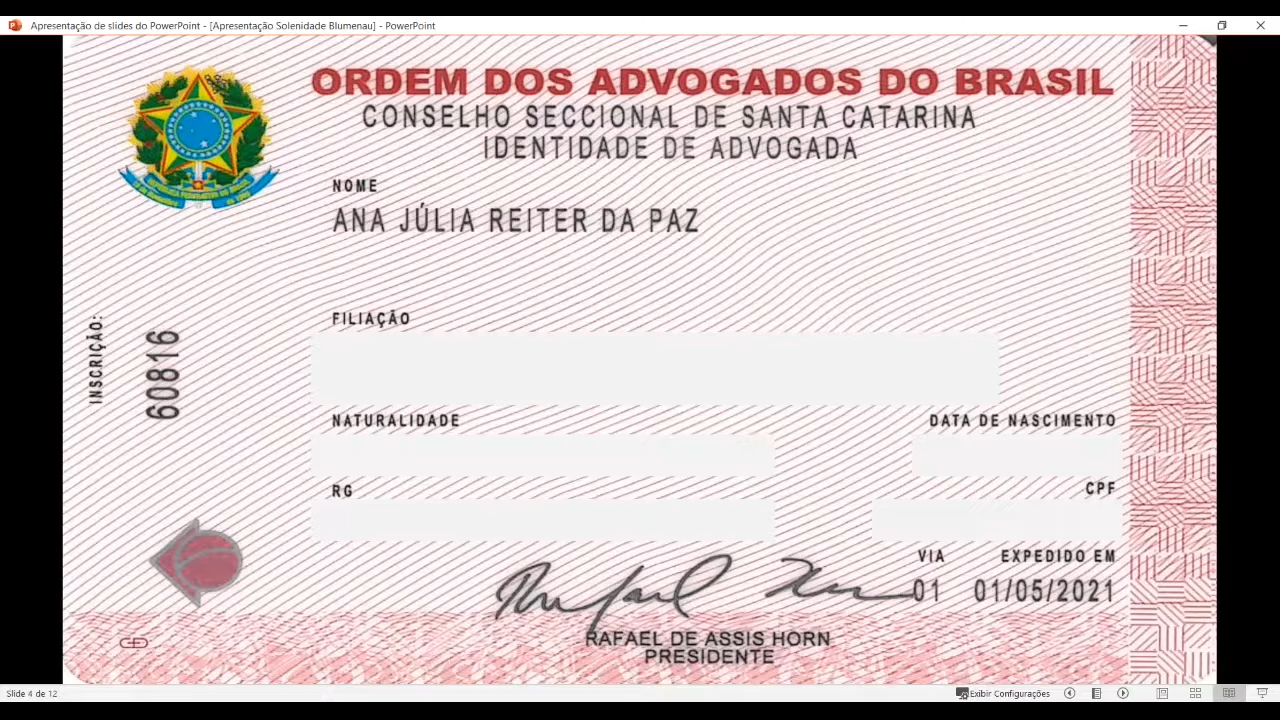 Apresentação de slides do PowerPoint - [Apresentação Solenidade Blumenau] - PowerPoint
ORDEM DOS ADVOGADOS DO BRASIL
CONSELHO SECCIONAL DE SANTA CATARINA
IDENTIDADE DE ADVOGADA
NOME
ANA JÚLIA REITER DA PAZ
FILIAÇÃO
INSCRIÇÃO:
60816
NATURALIDADE
DATA DE NASCIMENTO
RG
CPF
VIA
EXPEDIDO EM
01
01/05/2021
RAFAEL DE ASSIS HORN
PRESIDENTE
Slide 4 de 12
Exibir Configurações